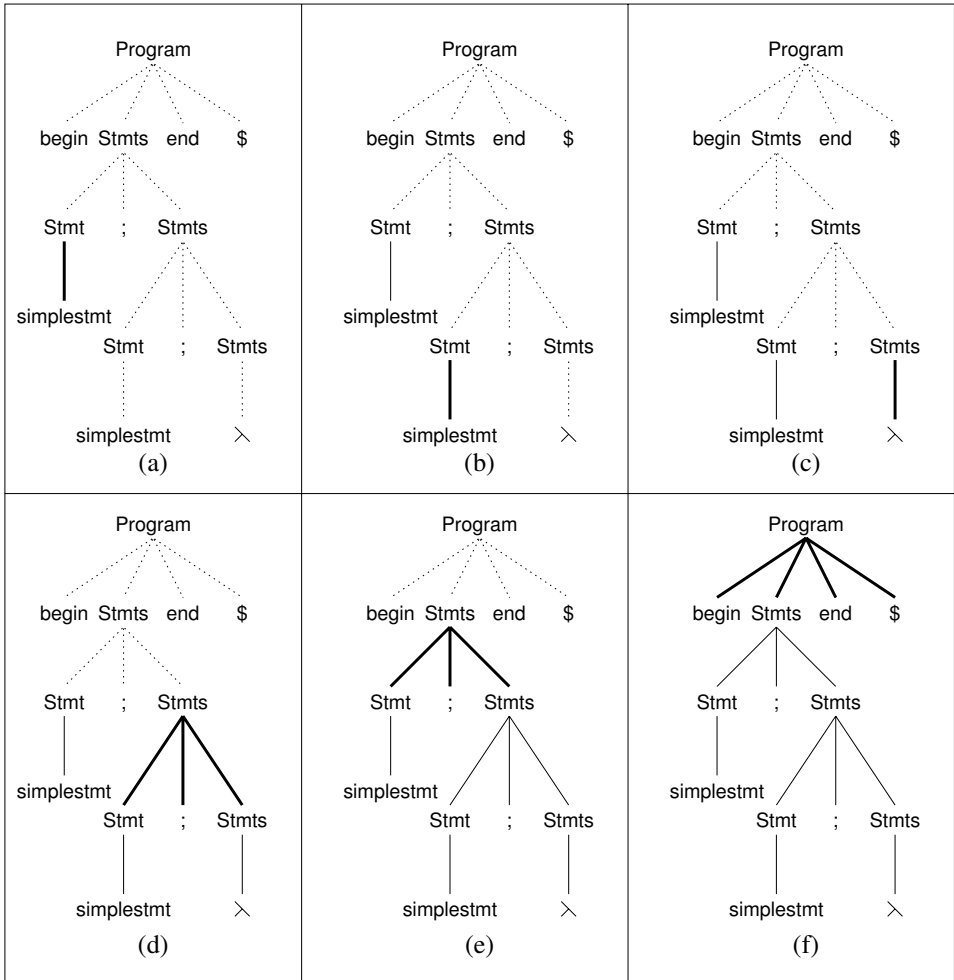 Program Program Program
begin Stmts end $ begin Stmts end $ begin Stmts end $
Stmt ; Stmts Stmt ; Stmts Stmt ; Stmts
simplestmt simplestmt simplestmt
Stmt ; Stmts Stmt ; Stmts Stmt ; Stmts
simplestmt λ simplestmt λ simplestmt λ
(a) (b) (c)
Program Program Program
begin Stmts end $ begin Stmts end $ begin Stmts end $
Stmt ; Stmts Stmt ; Stmts Stmt ; Stmts
simplestmt simplestmt simplestmt
Stmt ; Stmts Stmt ; Stmts Stmt ; Stmts
simplestmt λ simplestmt λ simplestmt λ
(d) (e) (f)